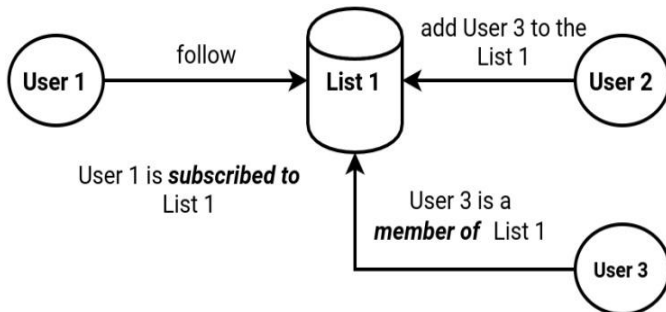 User 1
follow
List 1
add User 3 to the
List 1
User 2
User 1 is subscribed to
List 1
User 3 is a
member of List 1
User 3